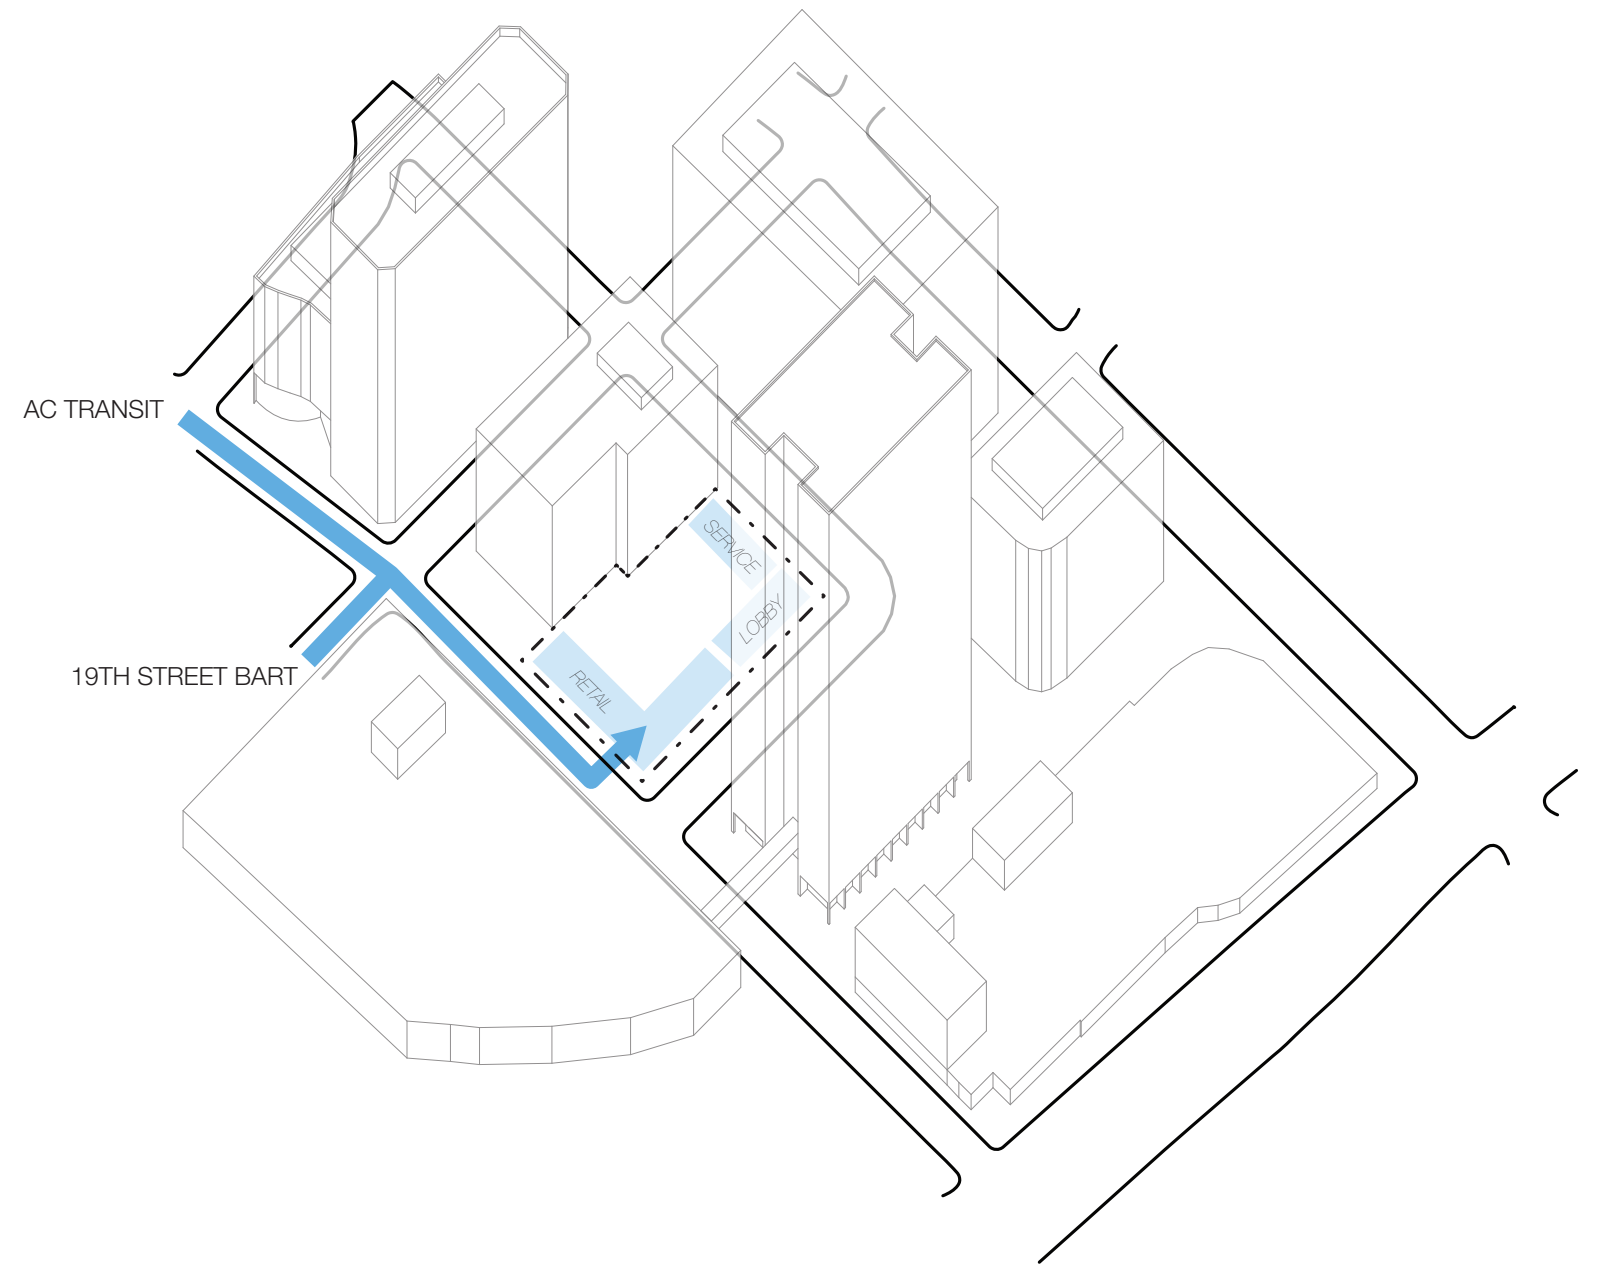 AC TRANSIT
SERVICE
LOBBY
19TH STREET BART
RETAIL